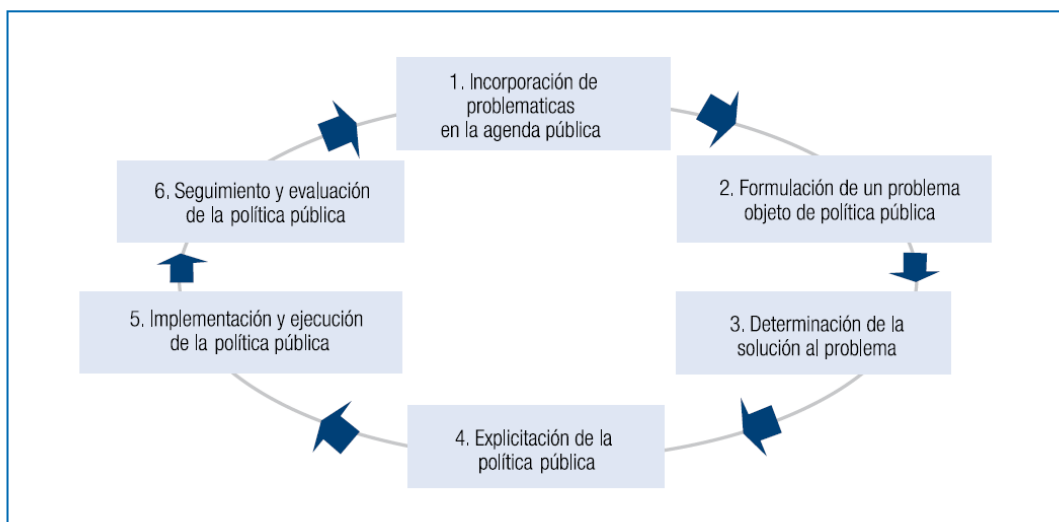 1. Incorporación de
problematicas
en la agenda pública
2. Formulación de un problema
objeto de política pública
3. Determinación de la
solución al problema
4. Explicitación de la
política pública
5. Implementación y ejecución
de la política pública
6. Seguimiento y evaluación
de la política pública